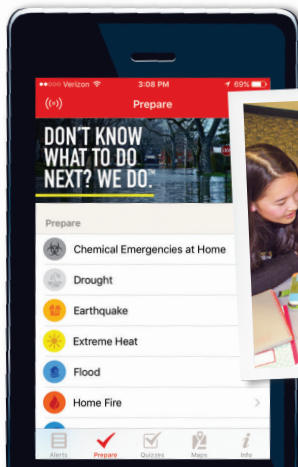 Verizon 3:08 PM 69%
Prepare
DON'T KNOW
WHAT TO DO
NEXT? WE DO.
Prepare
Chemical Emergencies at Home
Drought
Earthquake
Extreme Heat
Flood
Home Fire
Alerts Prepare Quizzes Maps Info